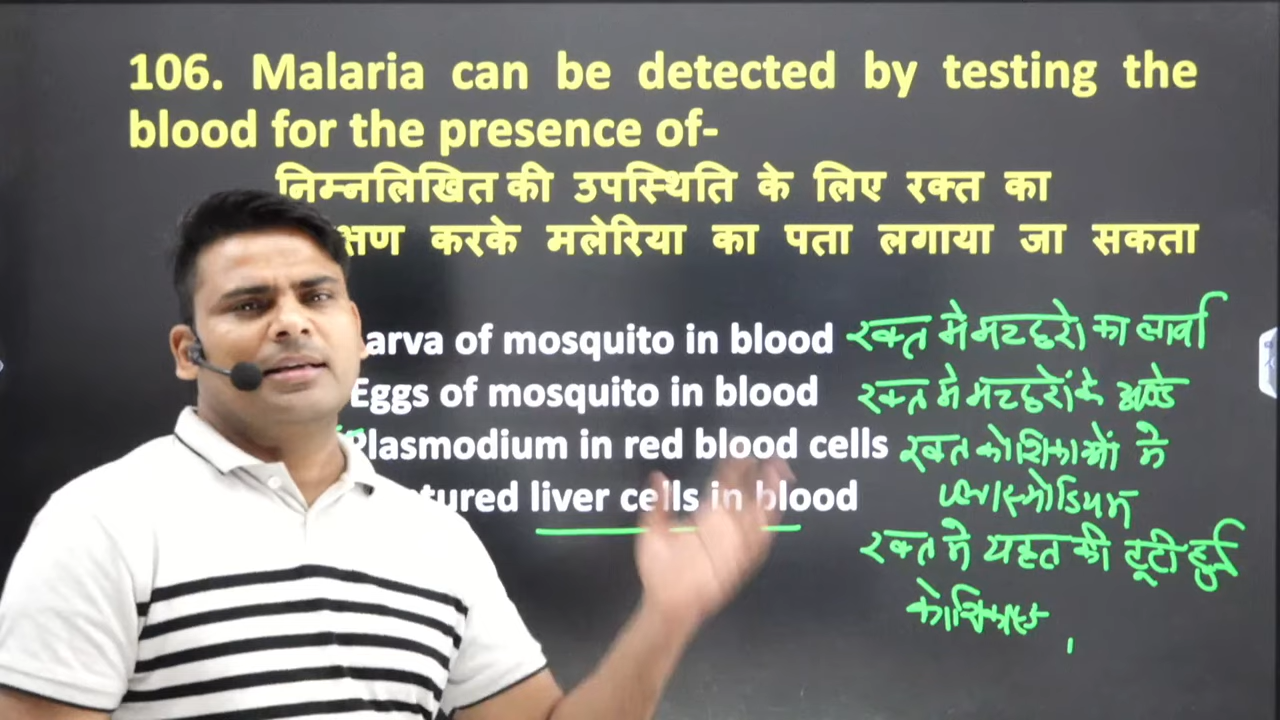 106. Malaria can be detected by testing the
blood for the presence of-
निम्नलिखित की उपस्थिति के लिए रक्त का
क्षण करके मलेरिया का पता लगाया जा सकता
arva of mosquito in blood रक्त मे मच्छरों का लार्वा
Eggs of mosquito in blood रक्त मे मच्छरों के अण्डे
Plasmodium in red blood cells रक्त कोशिकाओं मे
प्लास्मोडियम
tured liver cells in blood
रक्त मे यकृत की टूटी हुई
कोशिकाएं